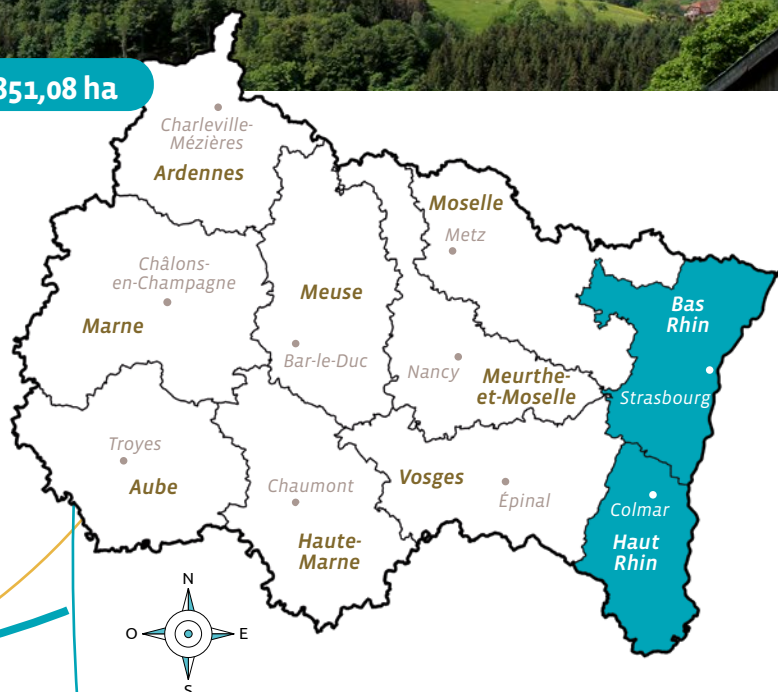 851,08 ha
Charleville-
Mézières
Ardennes
Moselle
Metz
Châlons-
en-Champagne
Marne
Meuse
Bar-le-Duc
Bas
Rhin
Strasbourg
Nancy
Meurthe-
et-Moselle
Troyes
Aube
Chaumont
Haute-
Marne
Vosges
Épinal
Colmar
Haut
Rhin
N
O
E
S